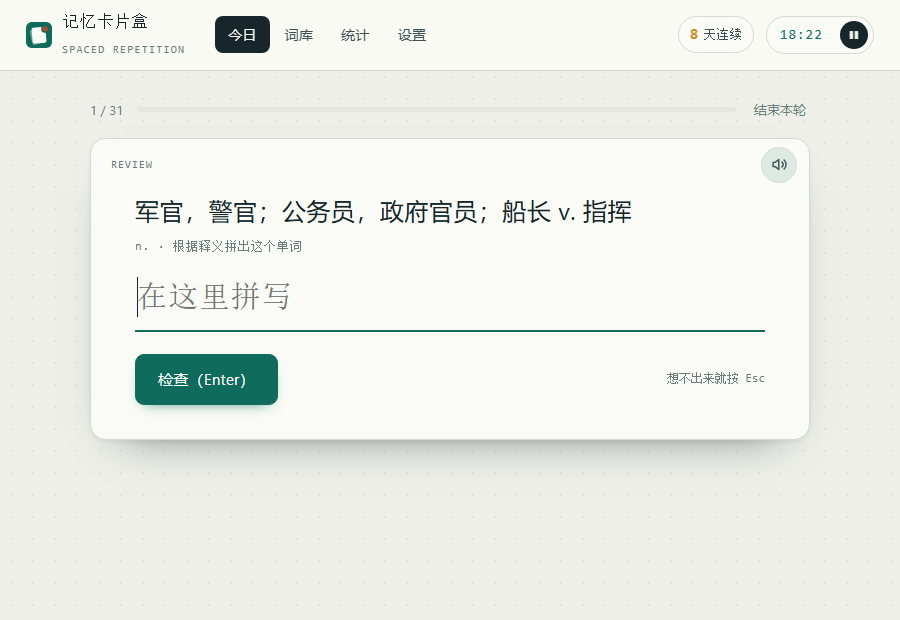 记忆卡片盒
SPACED REPETITION
今日 词库 统计 设置
8 天连续
18:22
1 / 31
结束本轮
REVIEW
军官，警官；公务员，政府官员；船长 v. 指挥
n. · 根据释义拼出这个单词
在这里拼写
检查（Enter）
想不出来就按 Esc